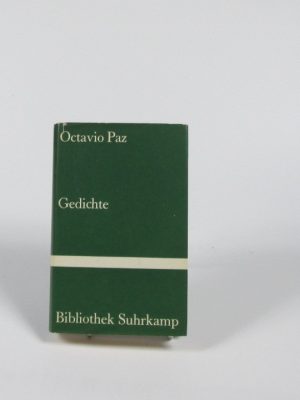 Octavio Paz
Gedichte
Bibliothek Suhrkamp